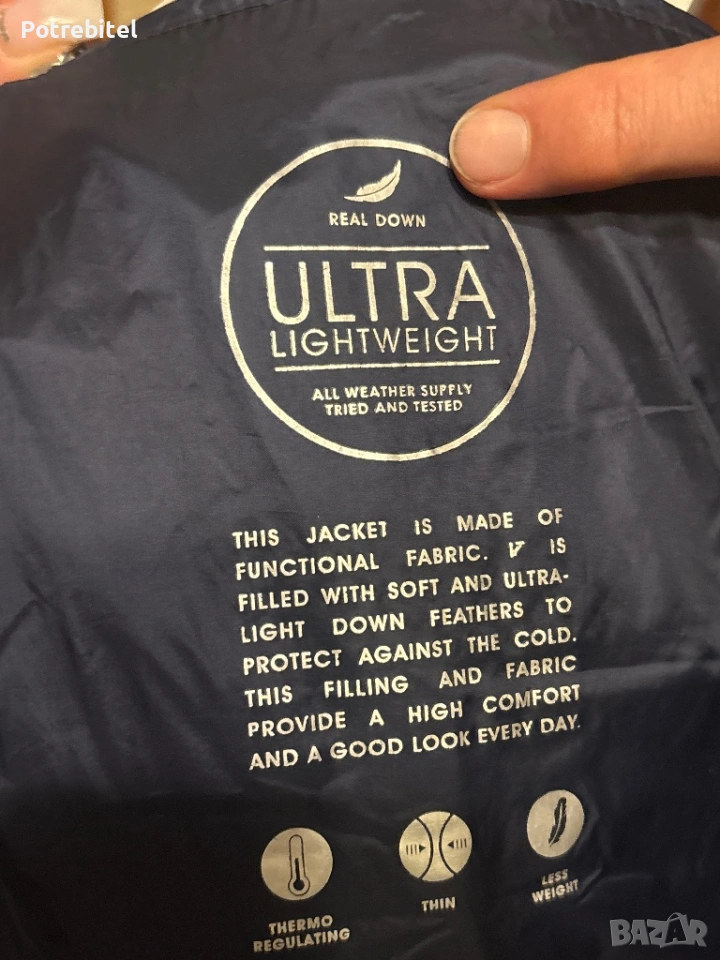 Potrebitel
REAL DOWN
ULTRA
LIGHTWEIGHT
ALL WEATHER SUPPLY
TRIED AND TESTED
THIS JACKET IS MADE OF
FUNCTIONAL FABRIC. IS
FILLED WITH SOFT AND ULTRA-
LIGHT DOWN FEATHERS TO
PROTECT AGAINST THE COLD.
THIS FILLING AND FABRIC
PROVIDE A HIGH COMFORT
AND A GOOD LOOK EVERY DAY.
THERMO
REGULATING
THIN
LESS
WEIGHT
BAZAR